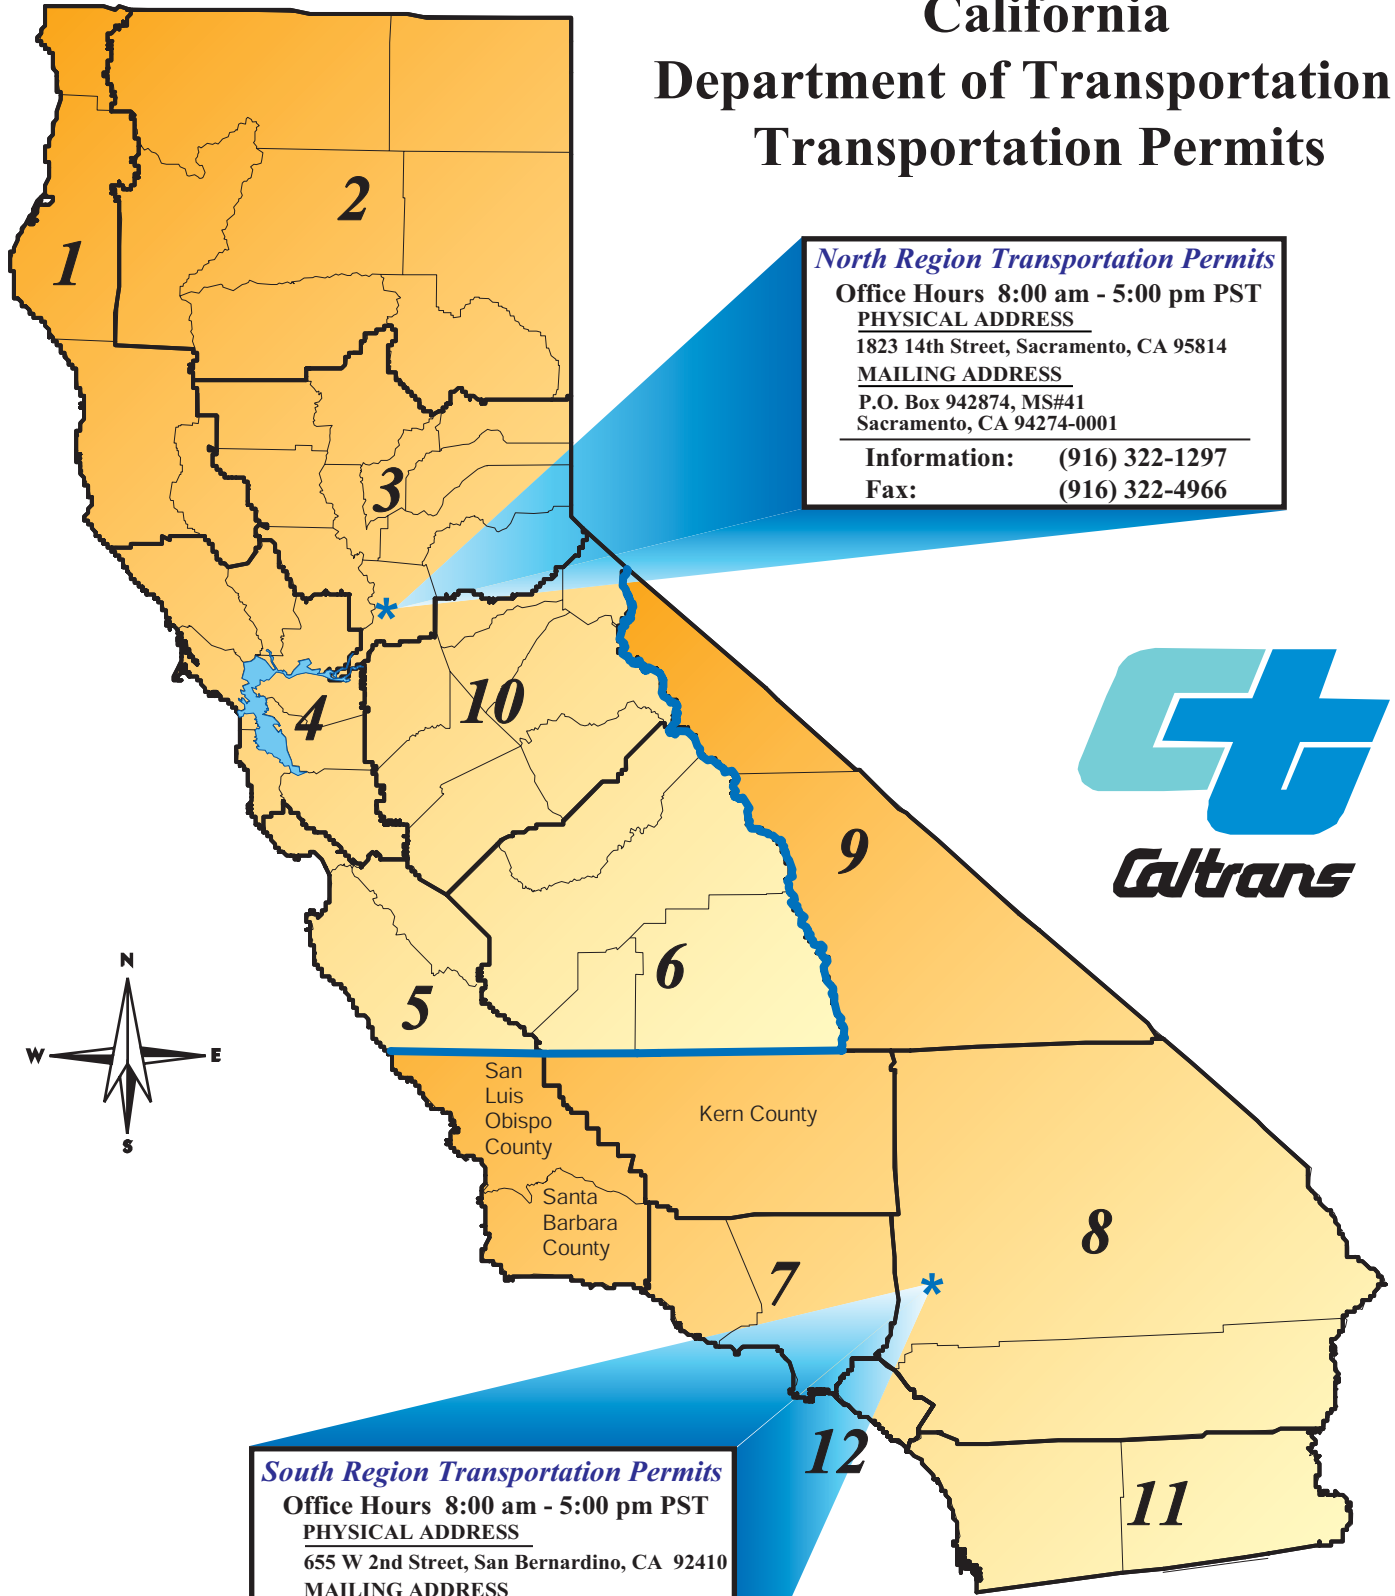 California
Department of Transportation
Transportation Permits
North Region Transportation Permits
Office Hours 8:00 am - 5:00 pm PST
PHYSICAL ADDRESS
1823 14th Street, Sacramento, CA 95814
MAILING ADDRESS
P.O. Box 942874, MS#41
Sacramento, CA 94274-0001
Information: (916) 322-1297
Fax: (916) 322-4966
1
2
3
*
4
10
9
Caltrans
6
5
N
W E
S
San
Luis
Obispo
County
Kern County
Santa
Barbara
County
8
7
*
12
11
South Region Transportation Permits
Office Hours 8:00 am - 5:00 pm PST
PHYSICAL ADDRESS
655 W 2nd Street, San Bernardino, CA 92410
MAILING ADDRESS